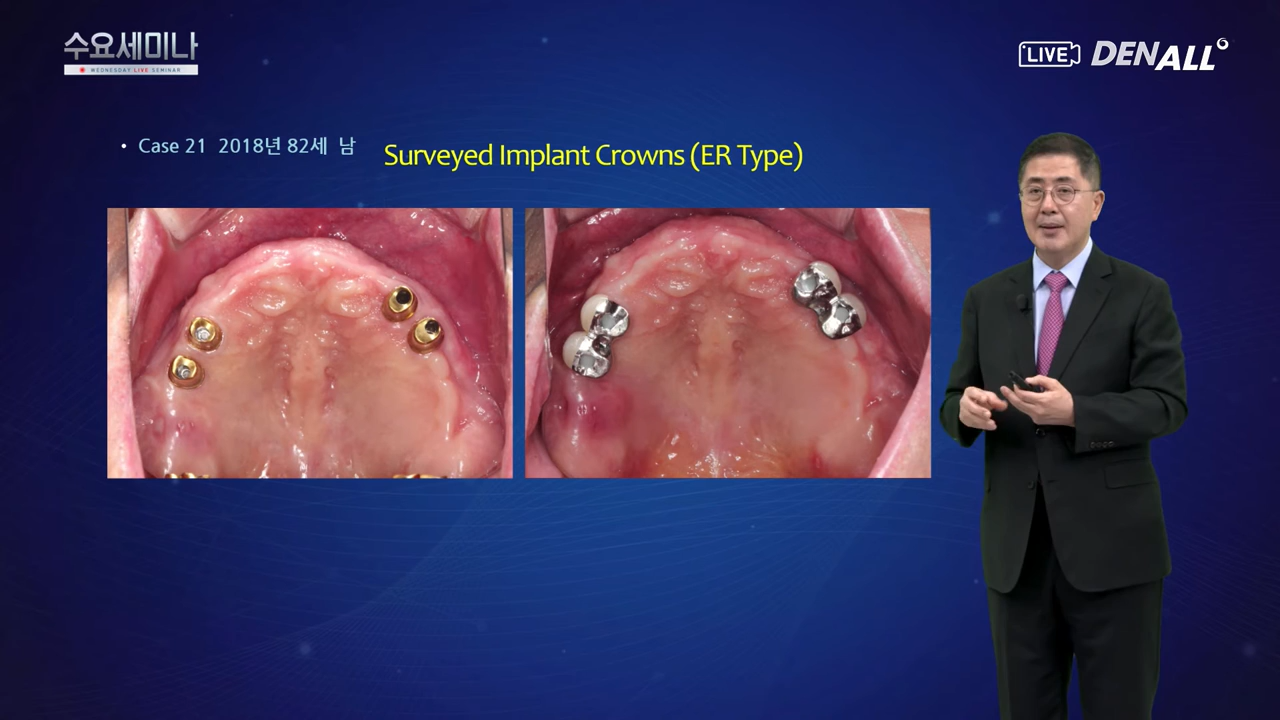 수요세미나
WEDNESDAY LIVE SEMINAR
LIVE DENALL
• Case 21 2018년 82세 남
Surveyed Implant Crowns (ER Type)